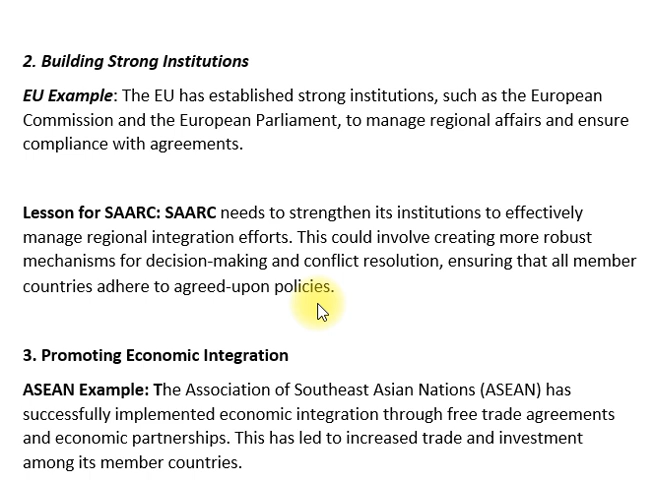 2. Building Strong Institutions
EU Example: The EU has established strong institutions, such as the European
Commission and the European Parliament, to manage regional affairs and ensure
compliance with agreements.
Lesson for SAARC: SAARC needs to strengthen its institutions to effectively
manage regional integration efforts. This could involve creating more robust
mechanisms for decision-making and conflict resolution, ensuring that all member
countries adhere to agreed-upon policies.
3. Promoting Economic Integration
ASEAN Example: The Association of Southeast Asian Nations (ASEAN) has
successfully implemented economic integration through free trade agreements
and economic partnerships. This has led to increased trade and investment
among its member countries.